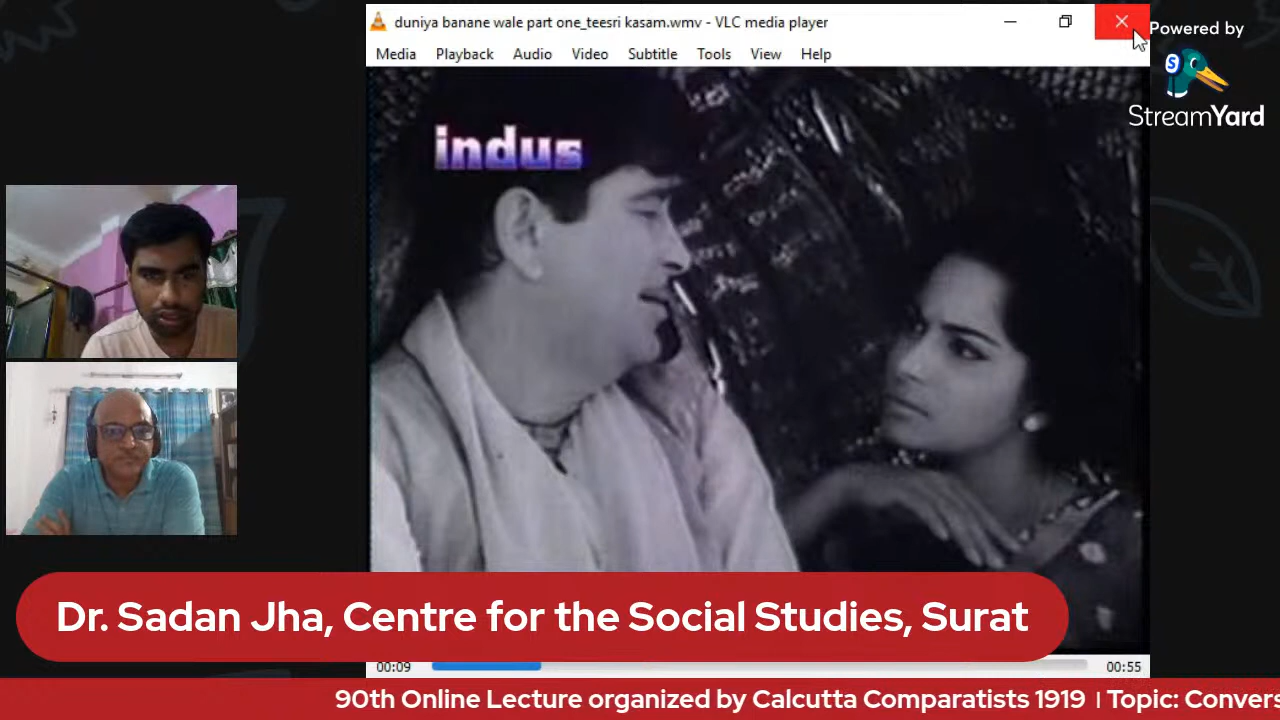 duniya banane wale part one_teesri kasam.wmv - VLC media player
Powered by
Media Playback Audio Video Subtitle Tools View Help
S
StreamYard
indus
Dr. Sadan Jha, Centre for the Social Studies, Surat
00:09
00:55
90th Online Lecture organized by Calcutta Comparatists 1919 | Topic: Convers